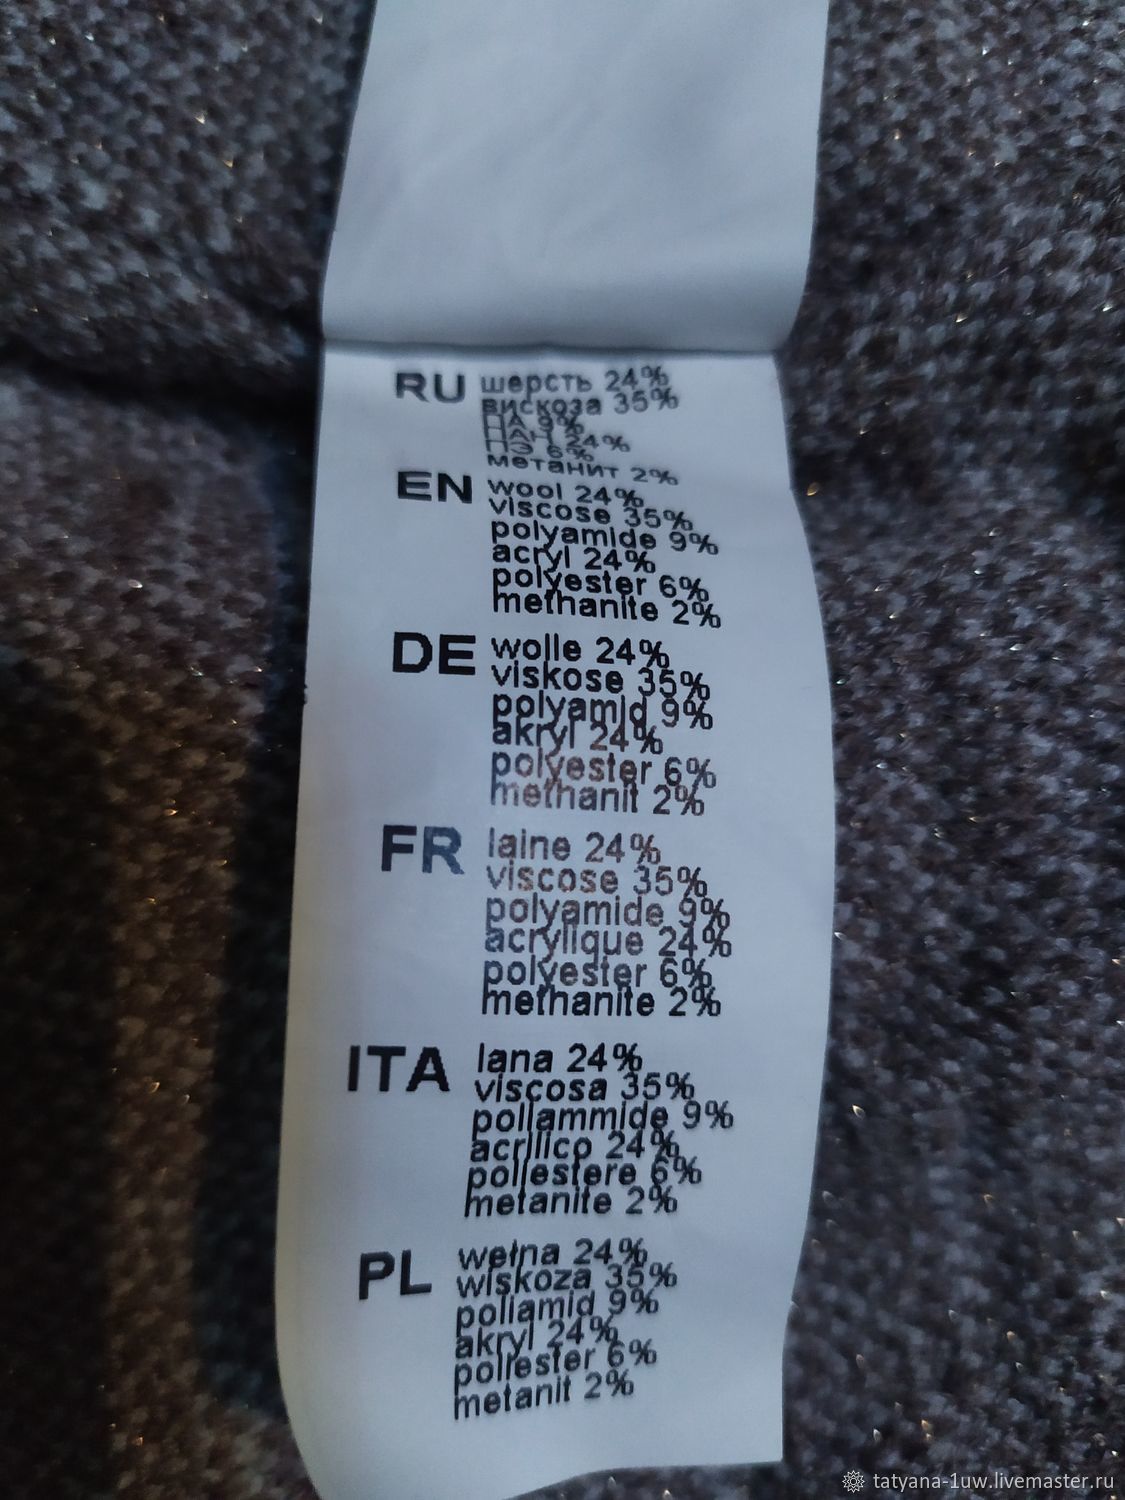 RU шерсть 24%
вискоза 35%
ПА 9%
ПАН 24%
ПЭ 6%
метанит 2%
EN wool 24%
viscose 35%
polyamide 9%
acryl 24%
polyester 6%
methanite 2%
DE wolle 24%
viskose 35%
polyamid 9%
akryl 24%
polyester 6%
methanit 2%
FR laine 24%
viscose 35%
polyamide 9%
acrylique 24%
polyester 6%
methanite 2%
ITA lana 24%
viscosa 35%
poliammide 9%
acrilico 24%
poliestere 6%
metanite 2%
PL wełna 24%
wiskoza 35%
poliamid 9%
akryl 24%
poliester 6%
metanit 2%
tatyana-1uw.livemaster.ru